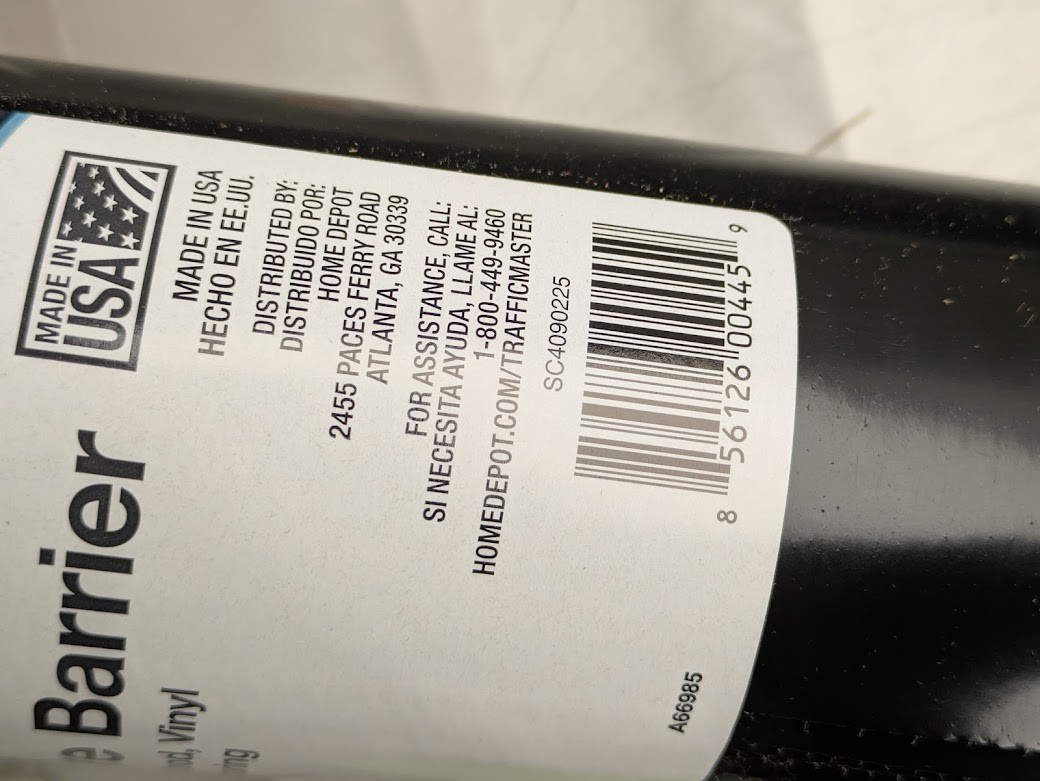 e Barrier
d, Vinyl
MADE IN
USA
MADE IN USA
HECHO EN EE.UU.
DISTRIBUTED BY:
DISTRIBUIDO POR:
HOME DEPOT
2455 PACES FERRY ROAD
ATLANTA, GA 30339
FOR ASSISTANCE, CALL:
SI NECESITA AYUDA, LLAME AL:
1-800-449-9460
HOMEDEPOT.COM/TRAFFICMASTER
SC4090225
8 56126 00445 9
A66985